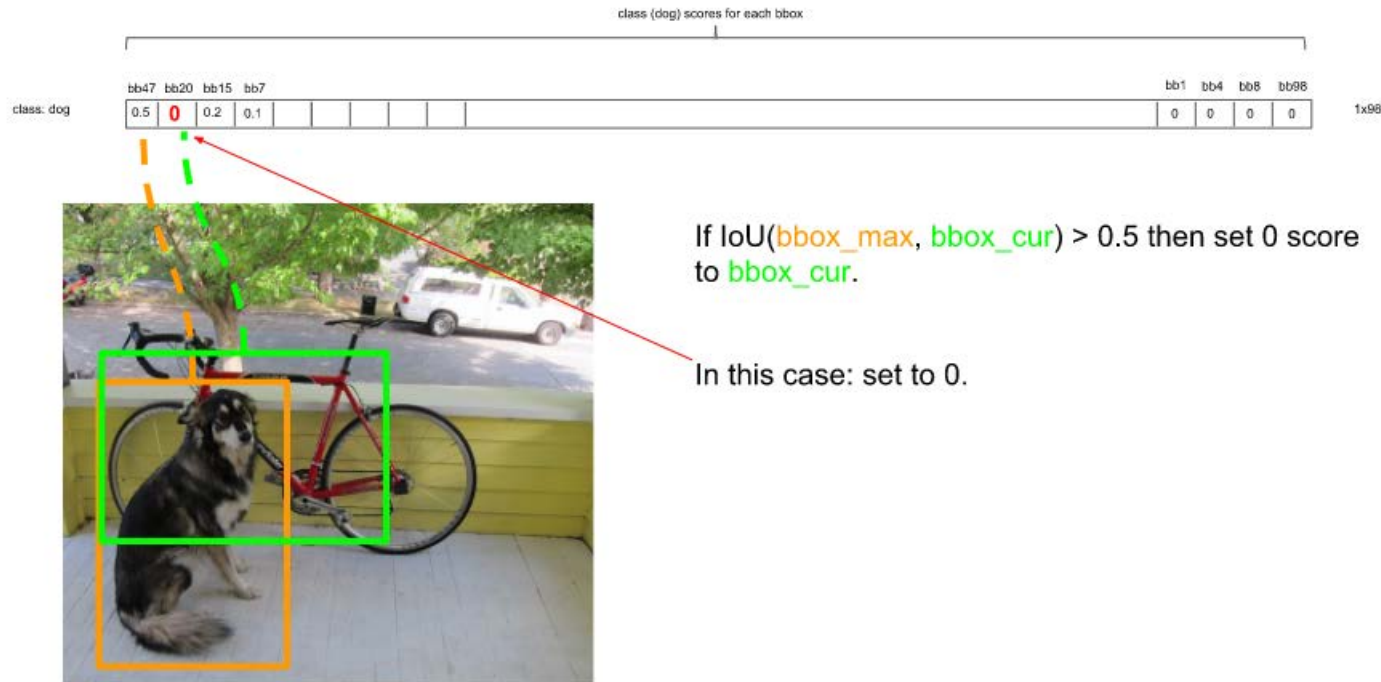 class (dog) scores for each bbox
bb47 bb20 bb15 bb7 bb1 bb4 bb8 bb98
class: dog 0.5 0 0.2 0.1 0 0 0 0 1x98
If IoU(bbox_max, bbox_cur) > 0.5 then set 0 score
to bbox_cur.
In this case: set to 0.